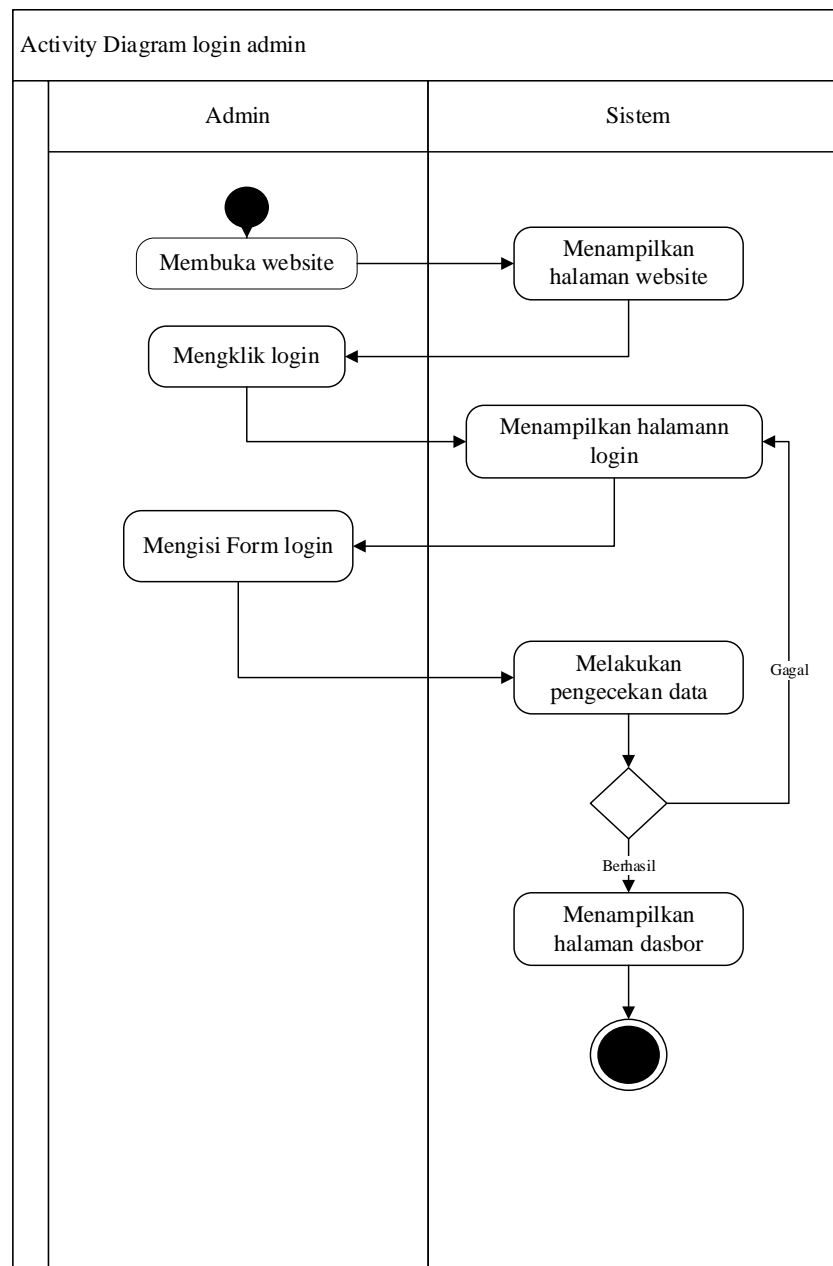 Activity Diagram login admin
Admin
Sistem
Membuka website
Menampilkan
halaman website
Mengklik login
Menampilkan halamann
login
Mengisi Form login
Melakukan
pengecekan data
Gagal
Berhasil
Menampilkan
halaman dasbor